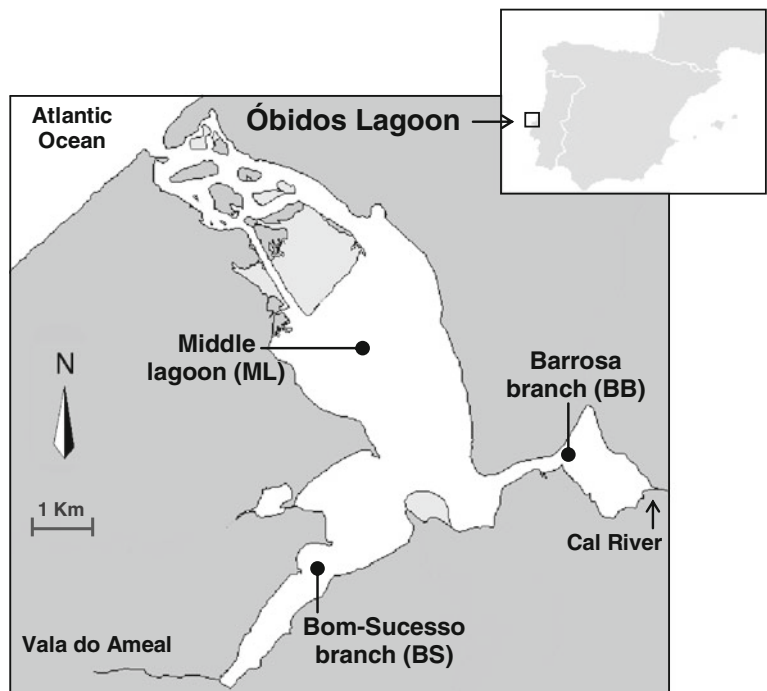 Atlantic
Ocean
Óbidos Lagoon
Middle
lagoon (ML)
N
Barrosa
branch (BB)
1 Km
Cal River
Vala do Ameal
Bom-Sucesso
branch (BS)